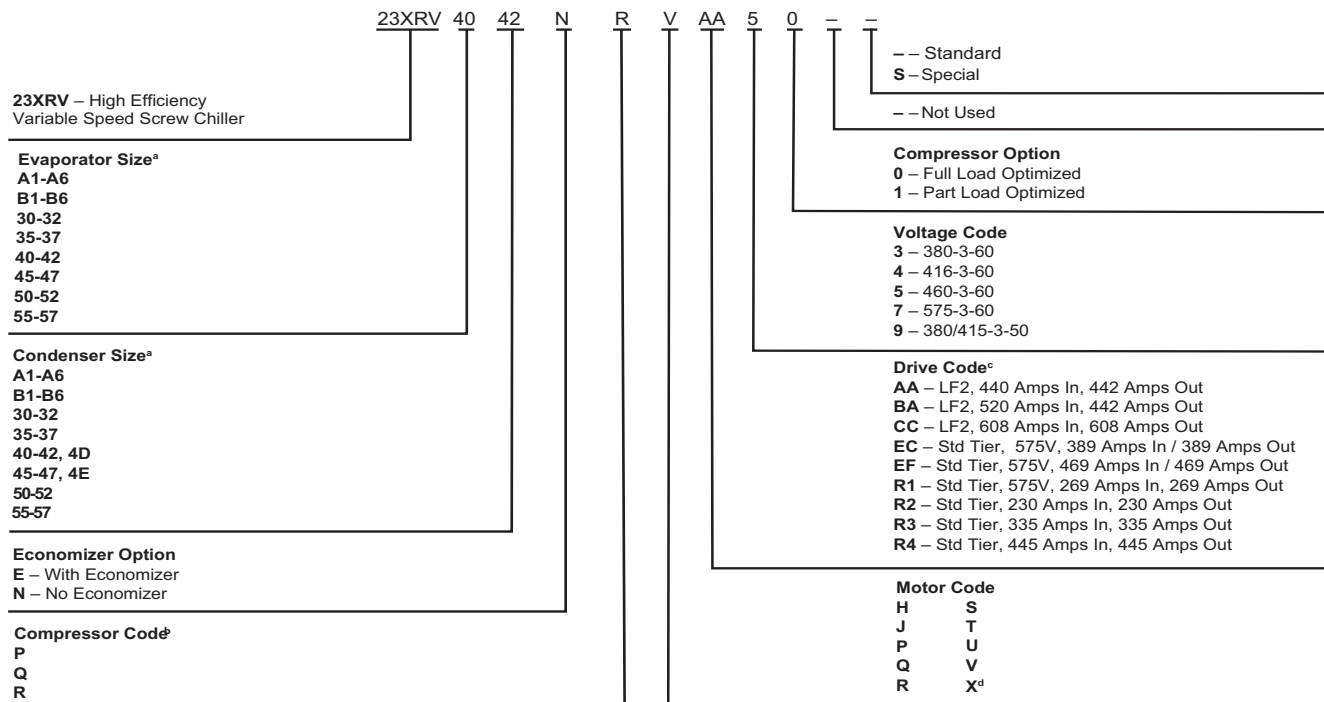 23XRV 40 42 N R V AA 5 0 – –
23XRV – High Efficiency
Variable Speed Screw Chiller
Evaporator Sizeᵃ
A1-A6
B1-B6
30-32
35-37
40-42
45-47
50-52
55-57
Condenser Sizeᵃ
A1-A6
B1-B6
30-32
35-37
40-42, 4D
45-47, 4E
50-52
55-57
Economizer Option
E – With Economizer
N – No Economizer
Compressor Codeᵇ
P
Q
R
– – Standard
S – Special
– – Not Used
Compressor Option
0 – Full Load Optimized
1 – Part Load Optimized
Voltage Code
3 – 380-3-60
4 – 416-3-60
5 – 460-3-60
7 – 575-3-60
9 – 380/415-3-50
Drive Codeᶜ
AA – LF2, 440 Amps In, 442 Amps Out
BA – LF2, 520 Amps In, 442 Amps Out
CC – LF2, 608 Amps In, 608 Amps Out
EC – Std Tier, 575V, 389 Amps In / 389 Amps Out
EF – Std Tier, 575V, 469 Amps In / 469 Amps Out
R1 – Std Tier, 575V, 269 Amps In, 269 Amps Out
R2 – Std Tier, 230 Amps In, 230 Amps Out
R3 – Std Tier, 335 Amps In, 335 Amps Out
R4 – Std Tier, 445 Amps In, 445 Amps Out
Motor Code
H S
J T
P U
Q V
R Xᵈ